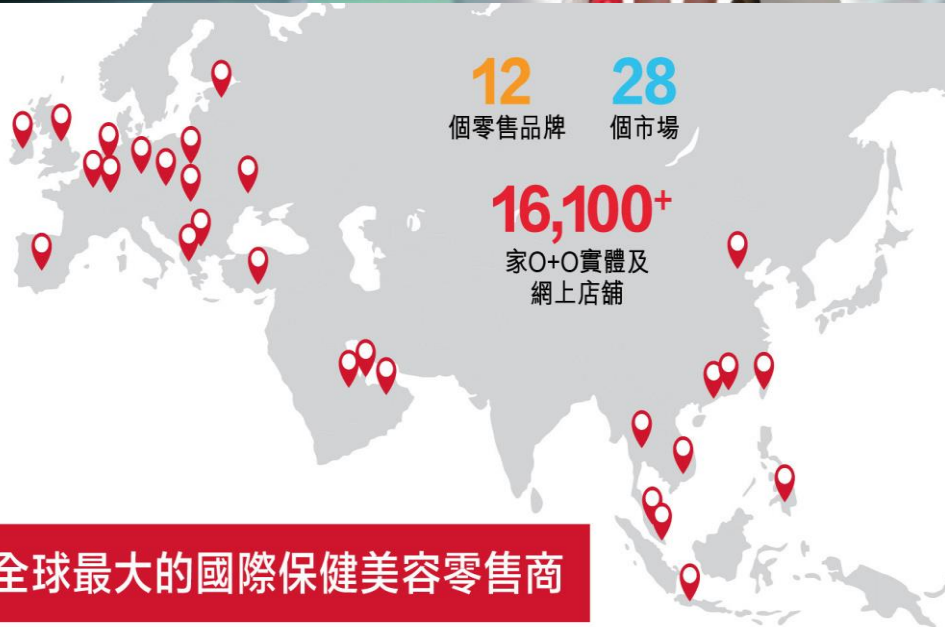 12
個零售品牌
28
個市場
16,100+
家O+O實體及
網上店舖
全球最大的國際保健美容零售商